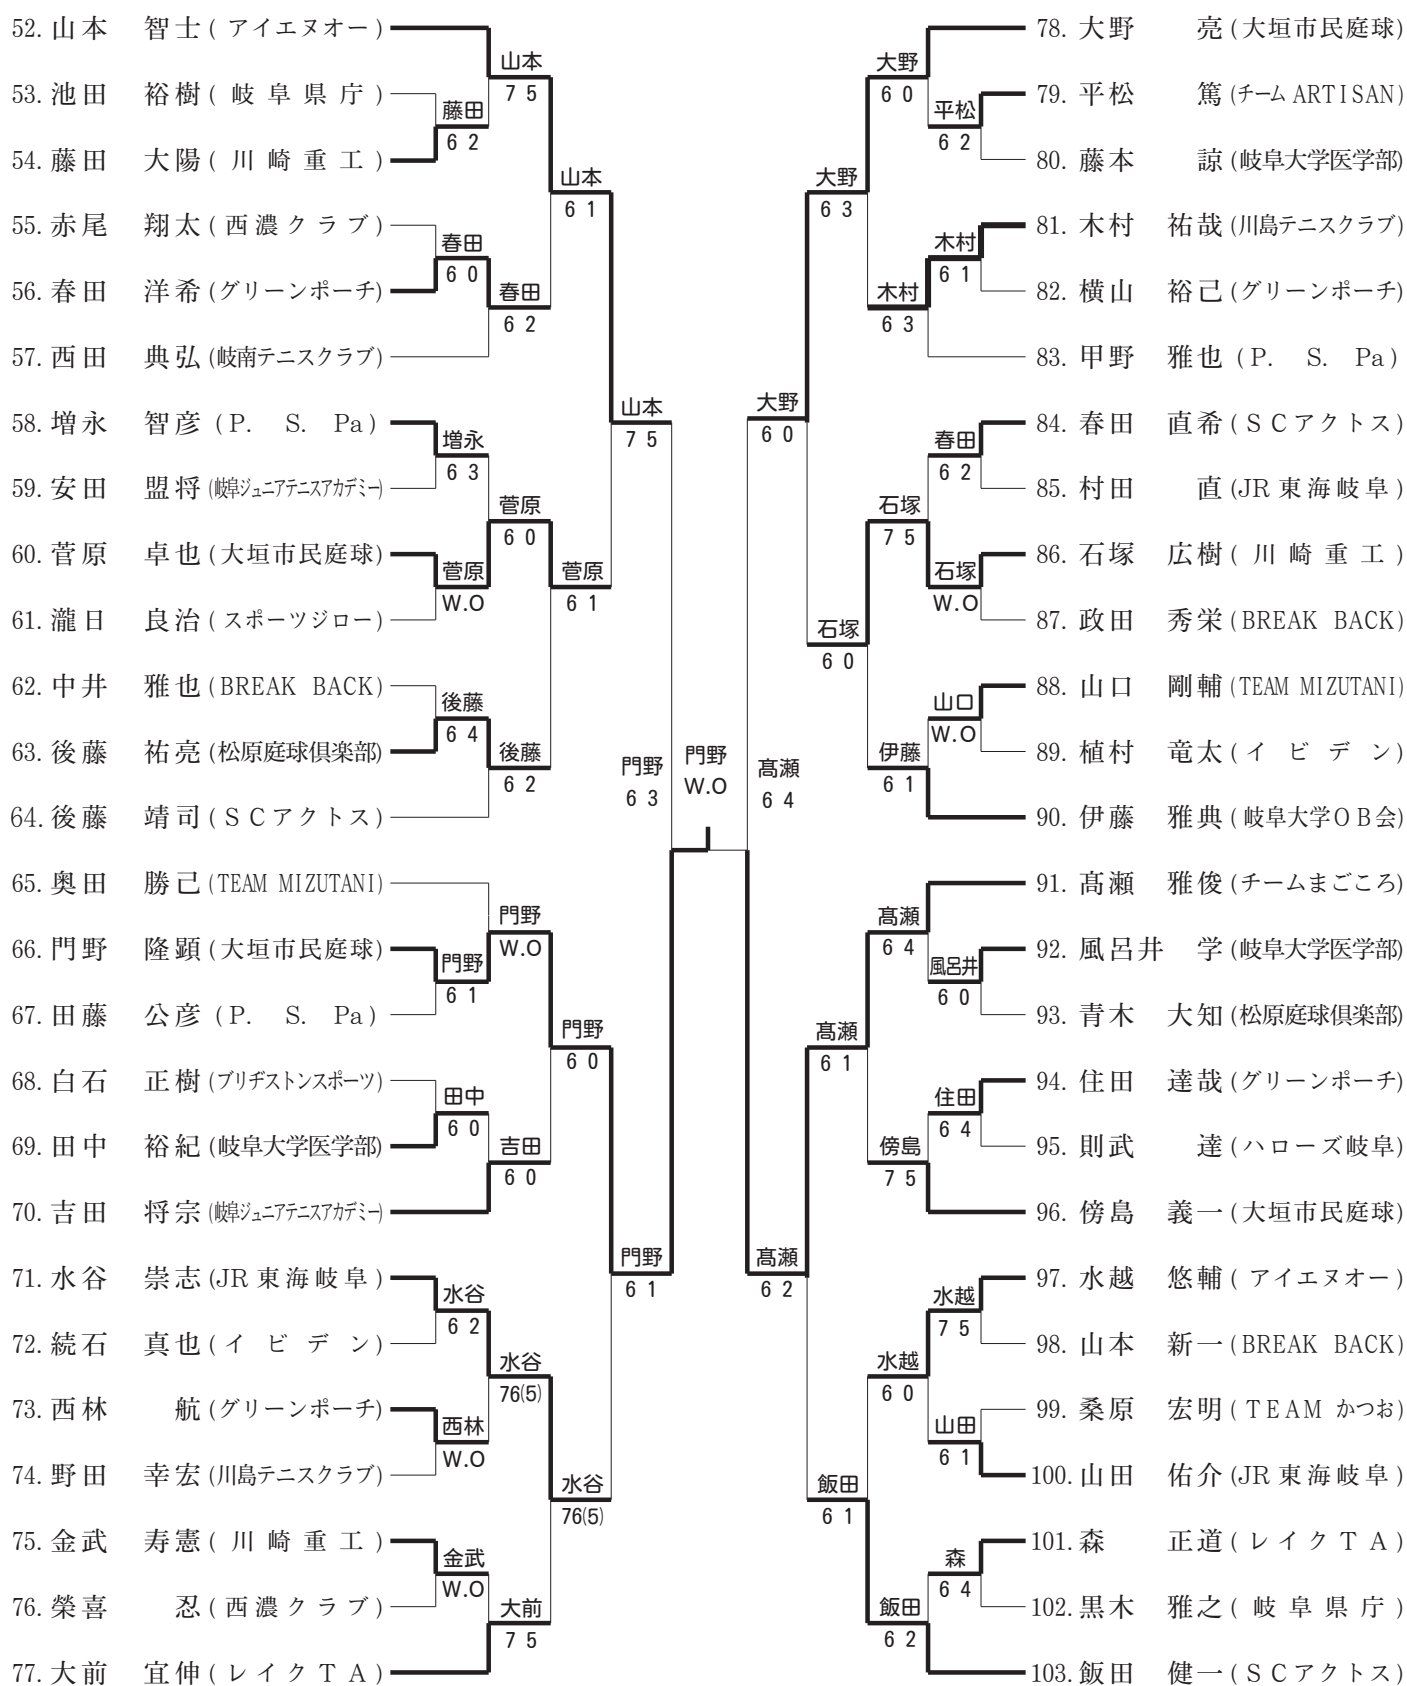 52. 山本 智士 ( アイエヌオー )
53. 池田 裕樹 ( 岐阜県庁 )
54. 藤田 大陽 ( 川崎重工 )
55. 赤尾 翔太 ( 西濃クラブ )
56. 春田 洋希 (グリーンポーチ)
57. 西田 典弘 (岐南テニスクラブ)
58. 増永 智彦 ( P. S. Pa )
59. 安田 盟将 (岐阜ジュニアテニスアカデミー)
60. 菅原 卓也 (大垣市民庭球)
61. 瀧日 良治 ( スポーツジロー )
62. 中井 雅也 (BREAK BACK)
63. 後藤 祐亮 (松原庭球倶楽部)
64. 後藤 靖司 ( SCアクトス )
65. 奥田 勝己 (TEAM MIZUTANI)
66. 門野 隆顕 (大垣市民庭球)
67. 田藤 公彦 ( P. S. Pa )
68. 白石 正樹 (ブリヂストンスポーツ)
69. 田中 裕紀 (岐阜大学医学部)
70. 吉田 将宗 (岐阜ジュニアテニスアカデミー)
71. 水谷 崇志 (JR東海岐阜)
72. 続石 真也 ( イビデン )
73. 西林 航 (グリーンポーチ)
74. 野田 幸宏 (川島テニスクラブ)
75. 金武 寿憲 ( 川崎重工 )
76. 榮喜 忍 ( 西濃クラブ )
77. 大前 宜伸 ( レイクTA )
藤田
6 2
春田
6 0
増永
6 3
菅原
W.O
後藤
6 4
門野
6 1
田中
6 0
水谷
6 2
西林
W.O
金武
W.O
山本
7 5
春田
6 2
菅原
6 0
後藤
6 2
門野
W.O
吉田
6 0
水谷
76(5)
大前
7 5
山本
6 1
菅原
6 1
門野
6 0
水谷
76(5)
山本
7 5
門野
6 1
門野
6 3
門野
W.O
髙瀬
6 4
大野
6 0
髙瀬
6 2
大野
6 3
石塚
6 0
髙瀬
6 1
飯田
6 1
大野
6 0
木村
6 3
石塚
7 5
伊藤
6 1
髙瀬
6 4
傍島
7 5
水越
6 0
飯田
6 2
平松
6 2
木村
6 1
春田
6 2
石塚
W.O
山口
W.O
風呂井
6 0
住田
6 4
水越
7 5
山田
6 1
森
6 4
78. 大野 亮 (大垣市民庭球)
79. 平松 篤 (チームARTISAN)
80. 藤本 諒 (岐阜大学医学部)
81. 木村 祐哉 (川島テニスクラブ)
82. 横山 裕己 (グリーンポーチ)
83. 甲野 雅也 ( P. S. Pa )
84. 春田 直希 ( SCアクトス )
85. 村田 直 (JR東海岐阜)
86. 石塚 広樹 ( 川崎重工 )
87. 政田 秀栄 (BREAK BACK)
88. 山口 剛輔 (TEAM MIZUTANI)
89. 植村 竜太 ( イビデン )
90. 伊藤 雅典 ( 岐阜大学OB会)
91. 髙瀬 雅俊 (チームまごころ)
92. 風呂井 学 (岐阜大学医学部)
93. 青木 大知 (松原庭球倶楽部)
94. 住田 達哉 (グリーンポーチ)
95. 則武 達 (ハローズ岐阜)
96. 傍島 義一 (大垣市民庭球)
97. 水越 悠輔 ( アイエヌオー )
98. 山本 新一 (BREAK BACK)
99. 桑原 宏明 ( TEAM かつお)
100. 山田 佑介 (JR東海岐阜)
101. 森 正道 ( レイクTA )
102. 黒木 雅之 ( 岐阜県庁 )
103. 飯田 健一 ( SCアクトス )